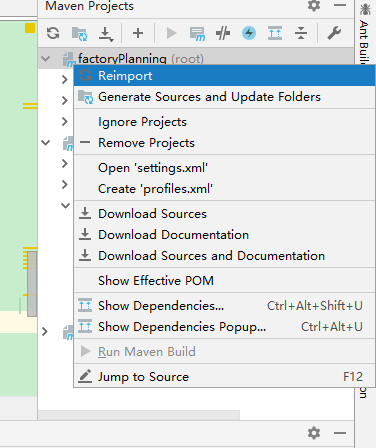 Maven Projects
factoryPlanning (root)
Reimport
Generate Sources and Update Folders
Ignore Projects
Remove Projects
Open 'settings.xml'
Create 'profiles.xml'
Download Sources
Download Documentation
Download Sources and Documentation
Show Effective POM
Show Dependencies... Ctrl+Alt+Shift+U
Show Dependencies Popup... Ctrl+Alt+U
Run Maven Build
Jump to Source F12
Ant Build